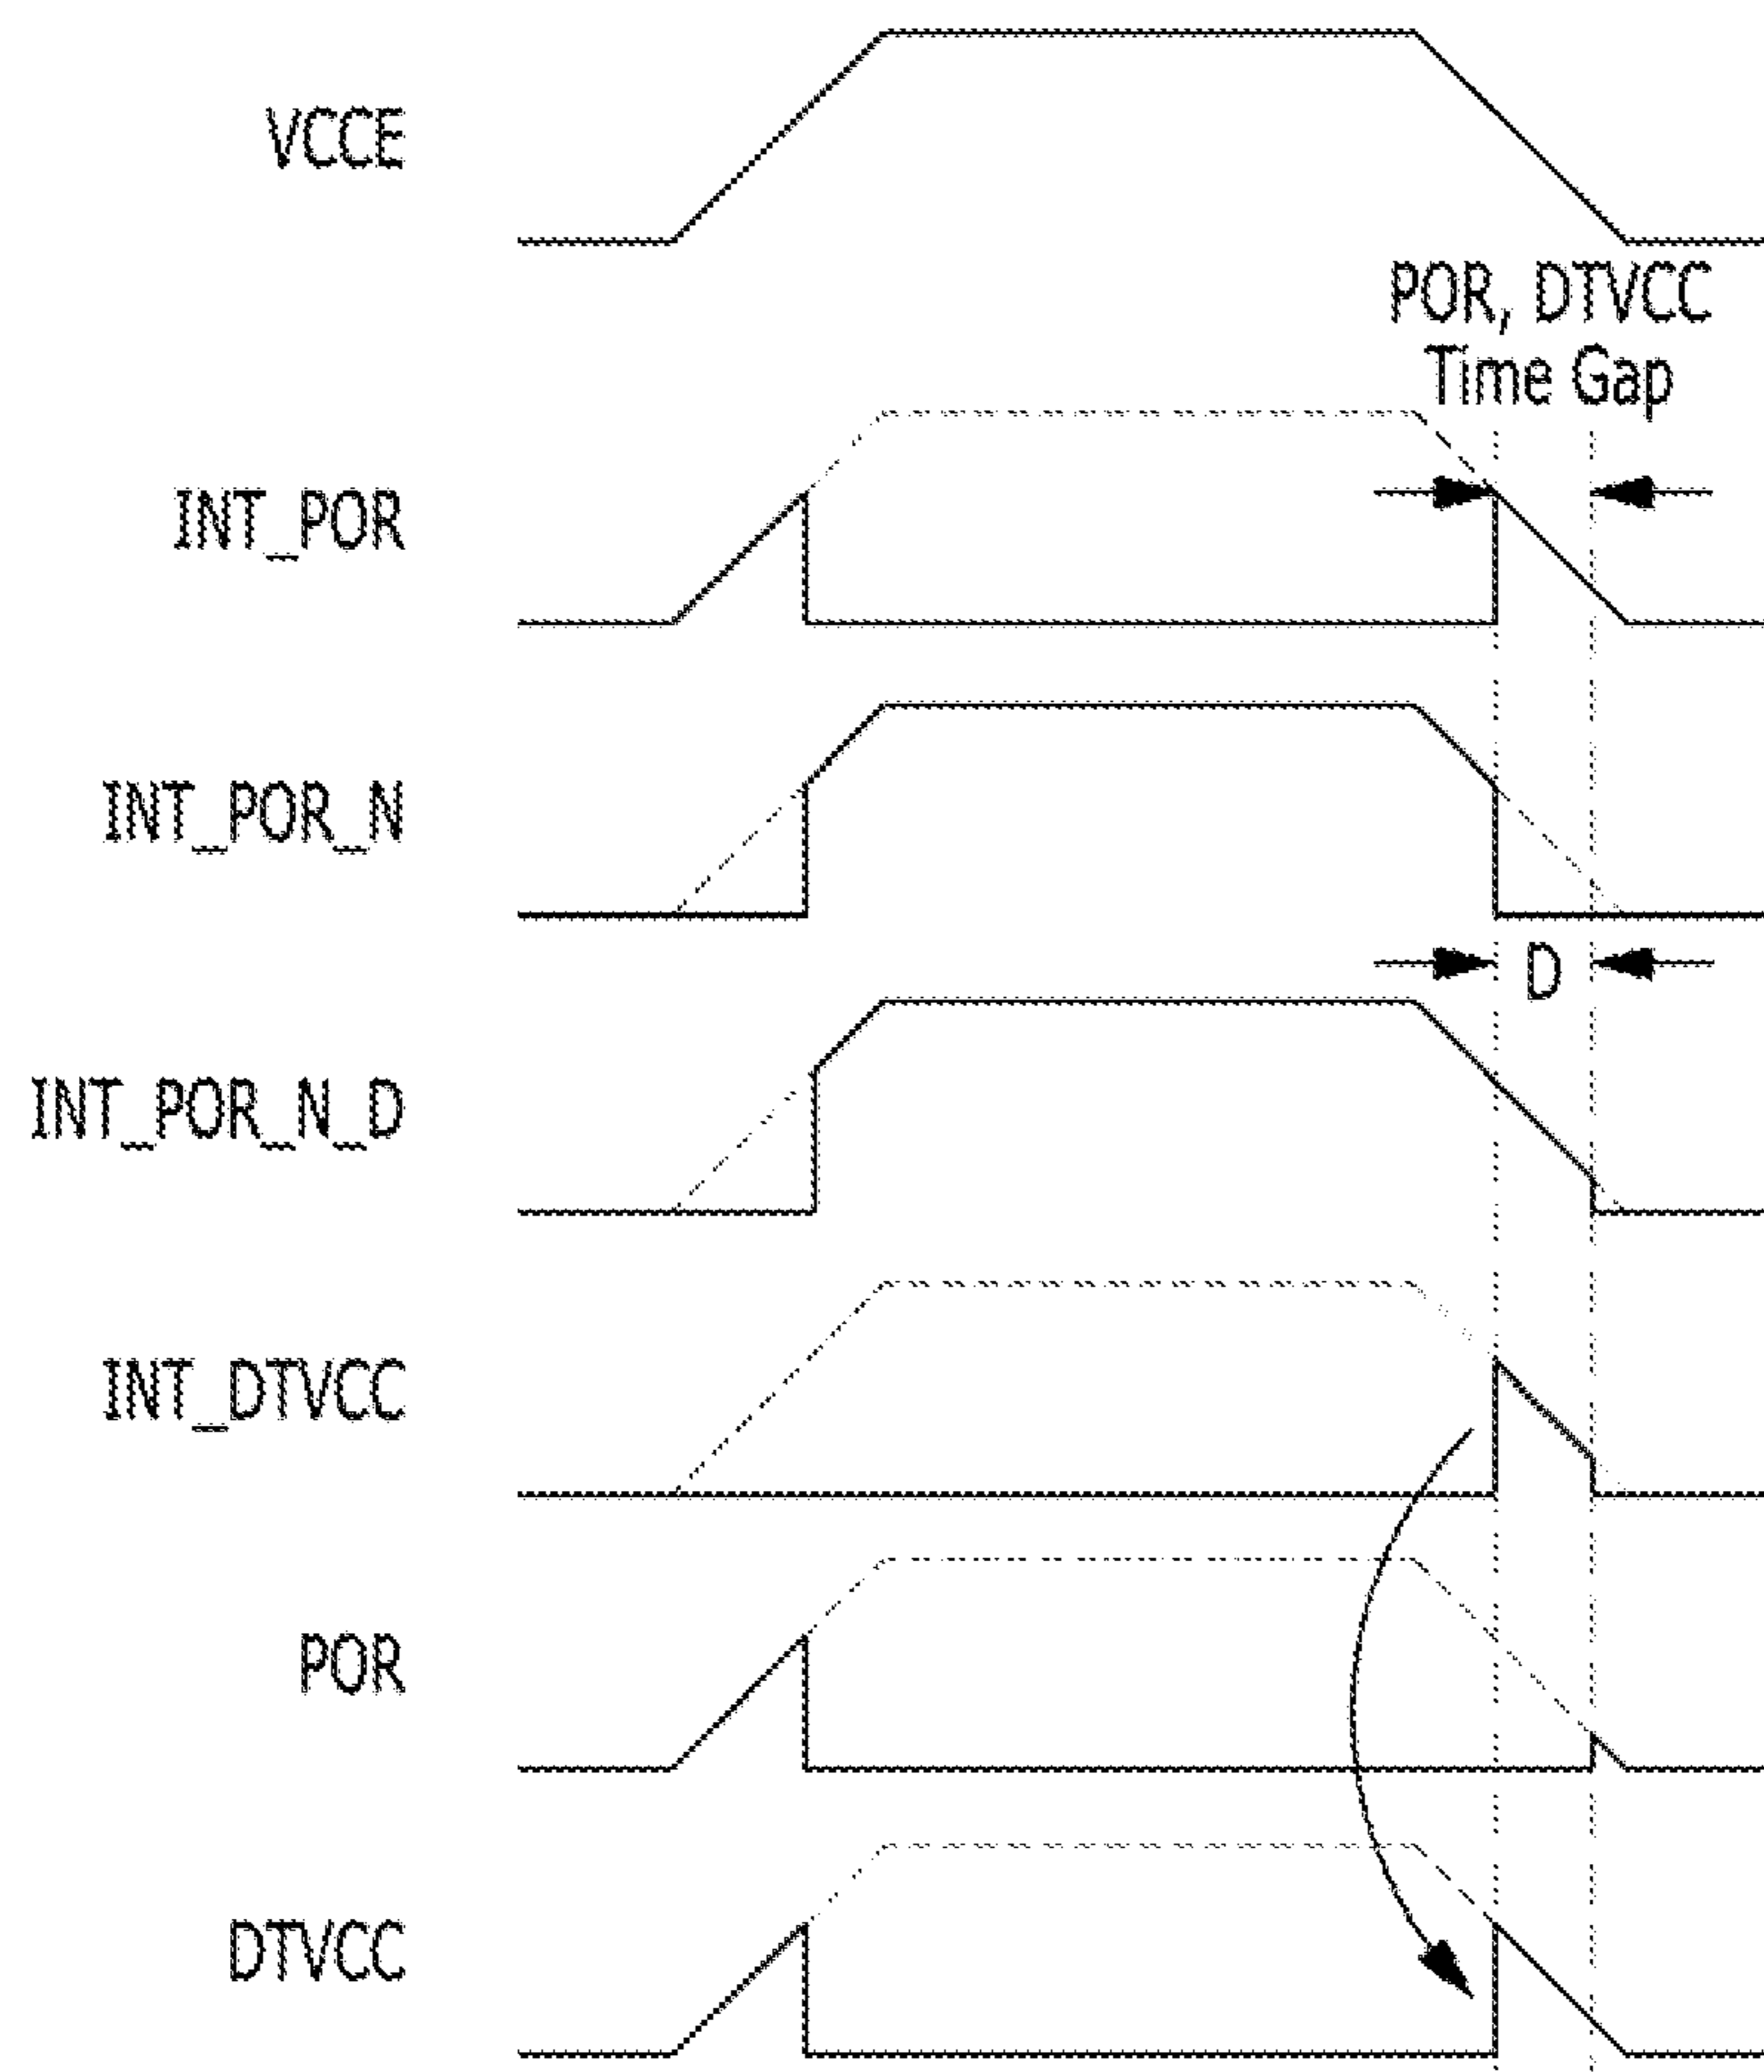 VCCE
POR, DTVCC
Time Gap
INT_POR
INT_POR_N
D
INT_POR_N_D
INT_DTVCC
POR
DTVCC